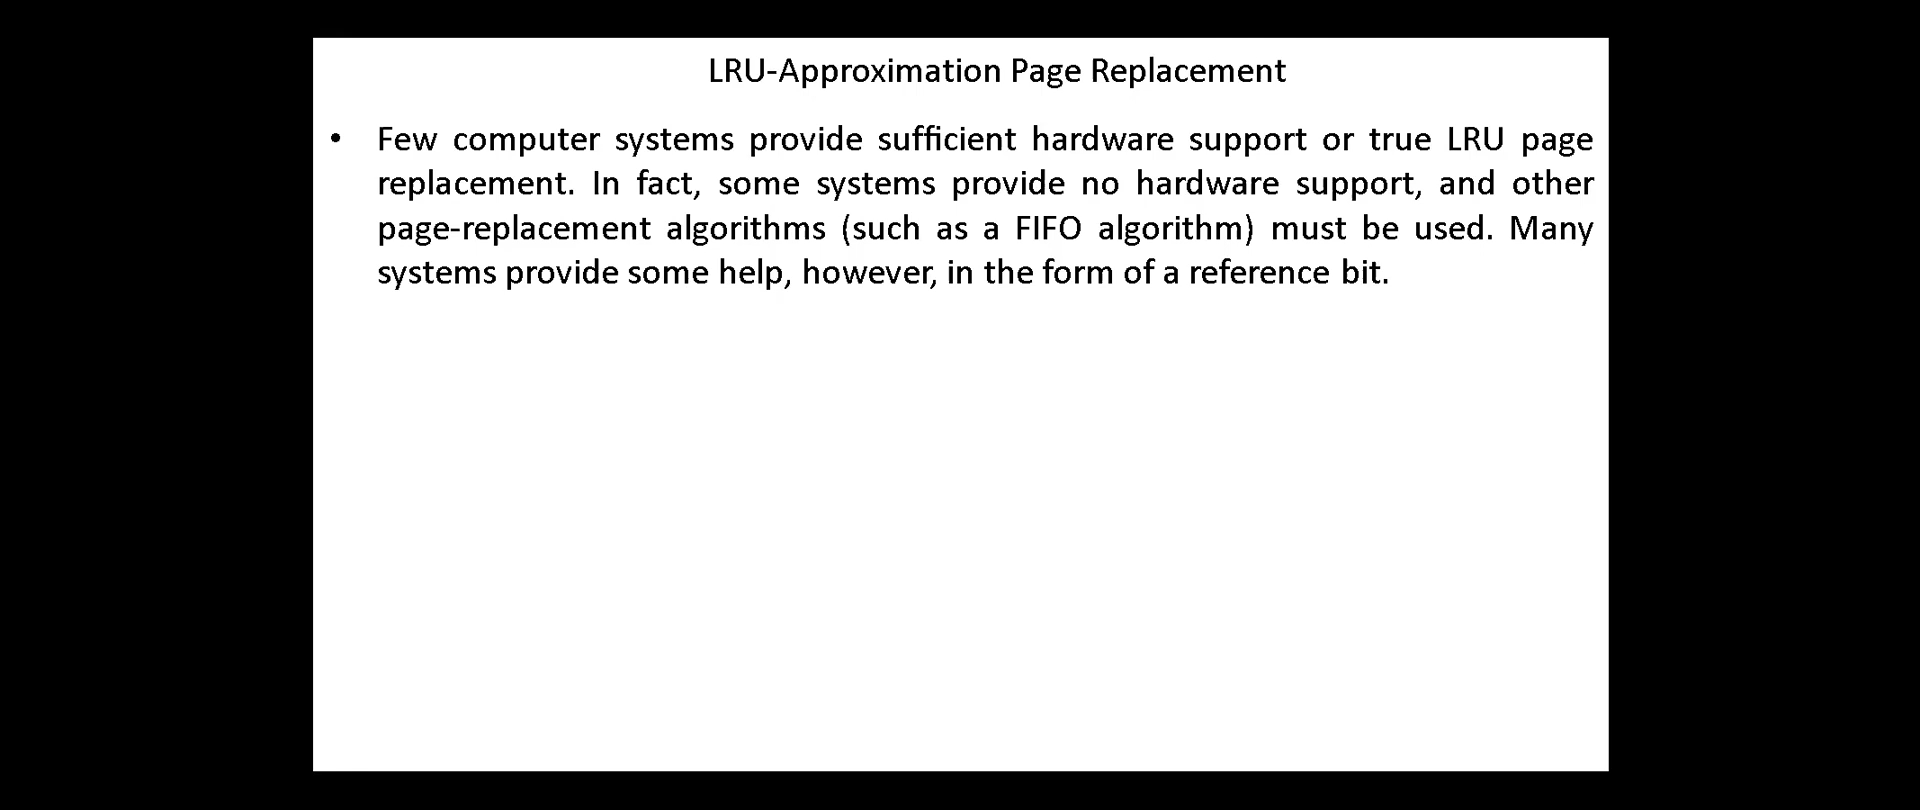 LRU-Approximation Page Replacement
• Few computer systems provide sufficient hardware support or true LRU page
replacement. In fact, some systems provide no hardware support, and other
page-replacement algorithms (such as a FIFO algorithm) must be used. Many
systems provide some help, however, in the form of a reference bit.